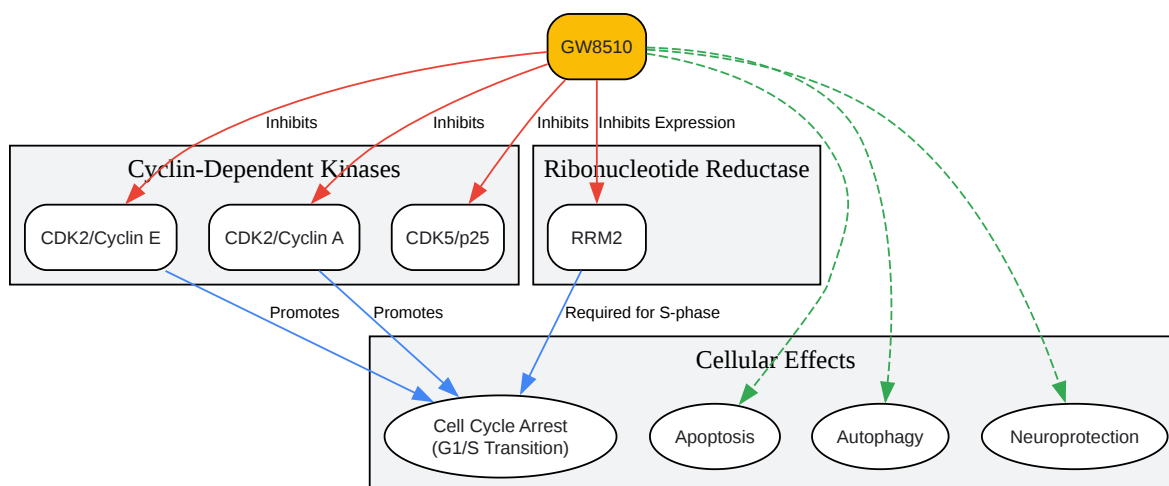 GW8510
Inhibits
Inhibits
Inhibits
Inhibits Expression
Cyclin-Dependent Kinases
Ribonucleotide Reductase
CDK2/Cyclin E
CDK2/Cyclin A
CDK5/p25
RRM2
Promotes
Promotes
Required for S-phase
Cellular Effects
Cell Cycle Arrest
(G1/S Transition)
Apoptosis
Autophagy
Neuroprotection